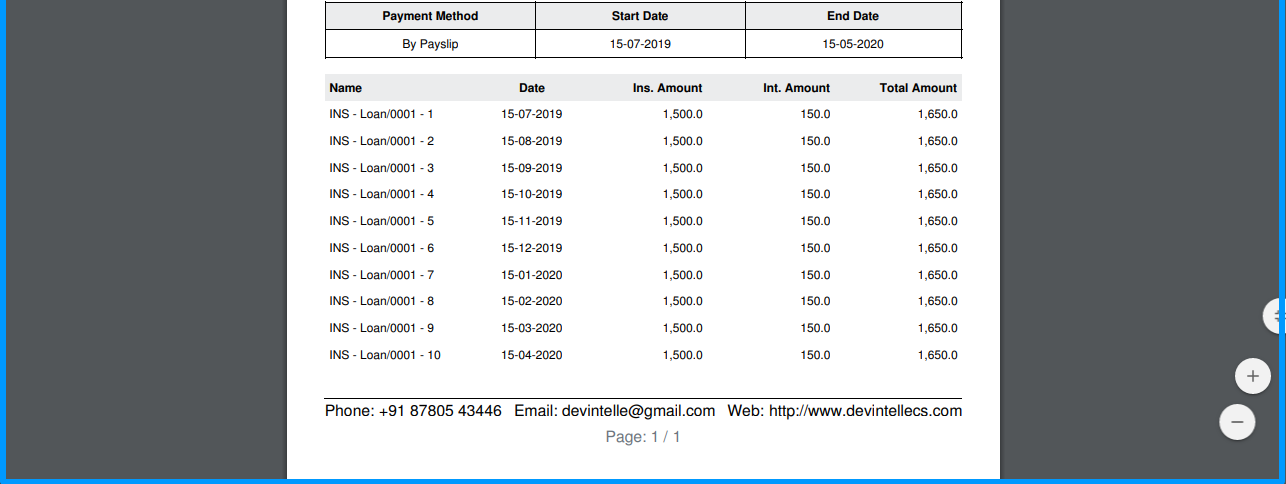 Payment Method Start Date End Date
By Payslip 15-07-2019 15-05-2020
Name Date Ins. Amount Int. Amount Total Amount
INS - Loan/0001 - 1 15-07-2019 1,500.0 150.0 1,650.0
INS - Loan/0001 - 2 15-08-2019 1,500.0 150.0 1,650.0
INS - Loan/0001 - 3 15-09-2019 1,500.0 150.0 1,650.0
INS - Loan/0001 - 4 15-10-2019 1,500.0 150.0 1,650.0
INS - Loan/0001 - 5 15-11-2019 1,500.0 150.0 1,650.0
INS - Loan/0001 - 6 15-12-2019 1,500.0 150.0 1,650.0
INS - Loan/0001 - 7 15-01-2020 1,500.0 150.0 1,650.0
INS - Loan/0001 - 8 15-02-2020 1,500.0 150.0 1,650.0
INS - Loan/0001 - 9 15-03-2020 1,500.0 150.0 1,650.0
INS - Loan/0001 - 10 15-04-2020 1,500.0 150.0 1,650.0
Phone: +91 87805 43446 Email: devintelle@gmail.com Web: http://www.devintellecs.com
Page: 1 / 1